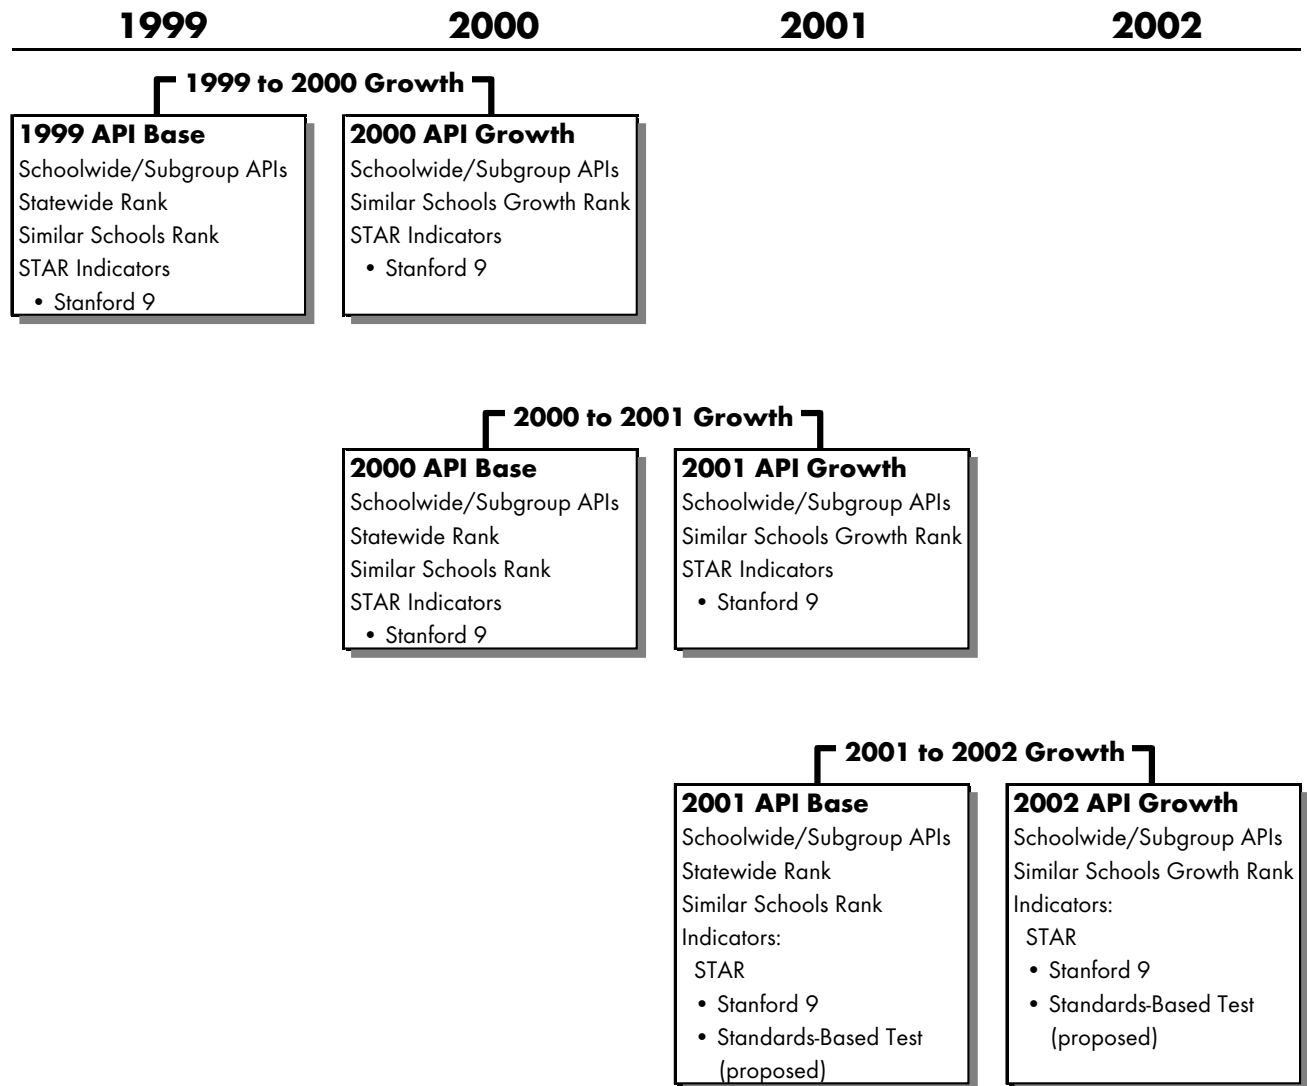 1999 2000 2001 2002
1999 to 2000 Growth
1999 API Base
Schoolwide/Subgroup APIs
Statewide Rank
Similar Schools Rank
STAR Indicators
• Stanford 9
2000 API Growth
Schoolwide/Subgroup APIs
Similar Schools Growth Rank
STAR Indicators
• Stanford 9
2000 to 2001 Growth
2000 API Base
Schoolwide/Subgroup APIs
Statewide Rank
Similar Schools Rank
STAR Indicators
• Stanford 9
2001 API Growth
Schoolwide/Subgroup APIs
Similar Schools Growth Rank
STAR Indicators
• Stanford 9
2001 to 2002 Growth
2001 API Base
Schoolwide/Subgroup APIs
Statewide Rank
Similar Schools Rank
Indicators:
STAR
• Stanford 9
• Standards-Based Test
(proposed)
2002 API Growth
Schoolwide/Subgroup APIs
Similar Schools Growth Rank
Indicators:
STAR
• Stanford 9
• Standards-Based Test
(proposed)